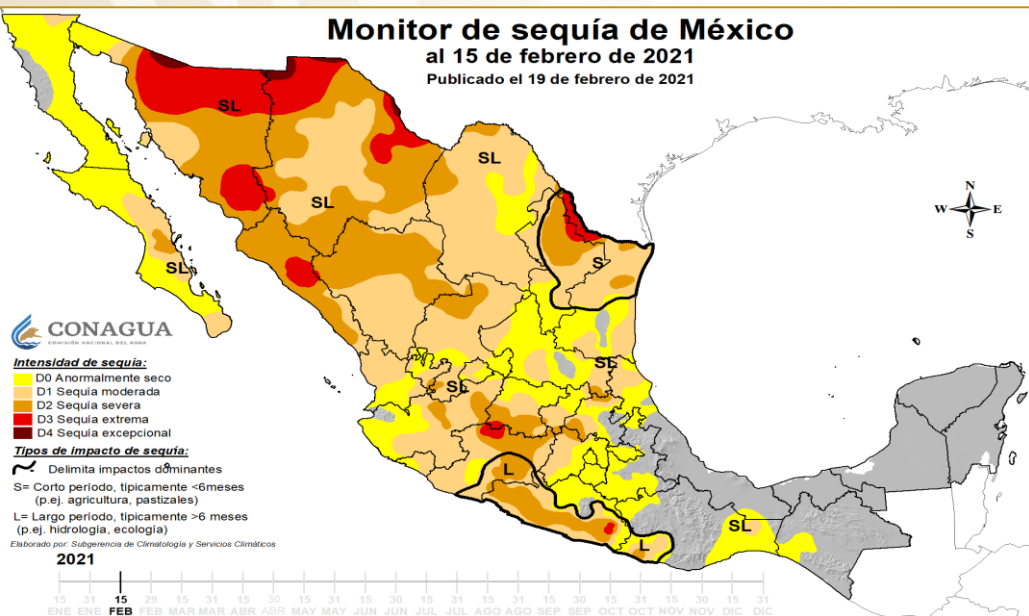 Monitor de sequía de México
al 15 de febrero de 2021
Publicado el 19 de febrero de 2021
SL
SL
SL
SL
S
SL
SL
L
L
SL
N
W E
S
CONAGUA
COMISIÓN NACIONAL DEL AGUA
Intensidad de sequía:
D0 Anormalmente seco
D1 Sequía moderada
D2 Sequía severa
D3 Sequía extrema
D4 Sequía excepcional
Tipos de impacto de sequía:
Delimita impactos dominantes
S= Corto período, típicamente <6meses
(p.ej. agricultura, pastizales)
L= Largo período, típicamente >6 meses
(p.ej. hidrología, ecología)
Elaborado por: Subgerencia de Climatología y Servicios Climáticos
2021
15 31 15 29 15 31 15 30 15 31 15 30 15 31 15 31 15 30 15 31 15 30 15 31
ENE ENE FEB FEB MAR MAR ABR ABR MAY MAY JUN JUN JUL JUL AGO AGO SEP SEP OCT OCT NOV NOV DIC DIC